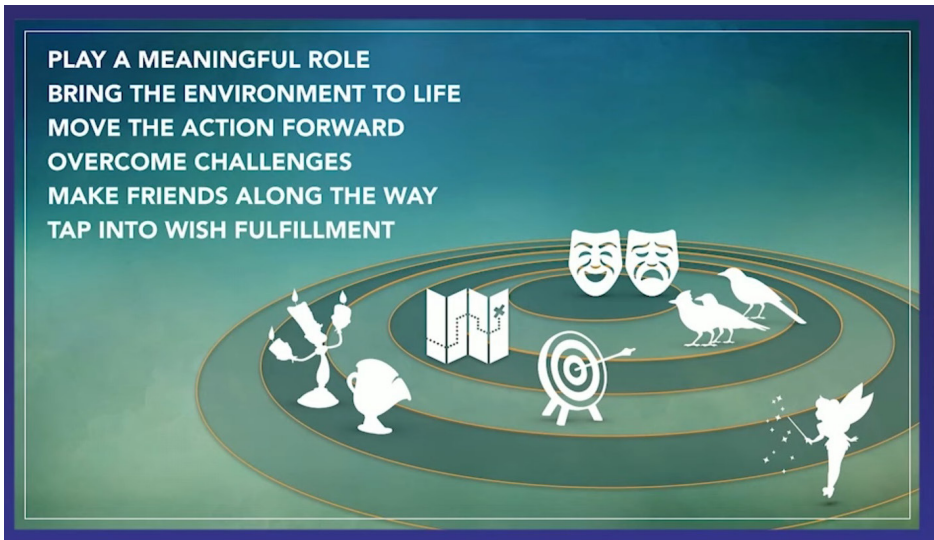 PLAY A MEANINGFUL ROLE
BRING THE ENVIRONMENT TO LIFE
MOVE THE ACTION FORWARD
OVERCOME CHALLENGES
MAKE FRIENDS ALONG THE WAY
TAP INTO WISH FULFILLMENT